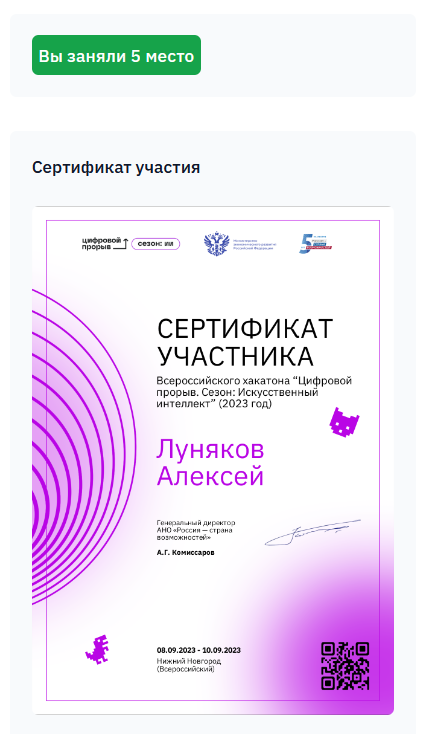 Вы заняли 5 место
Сертификат участия
цифровой
прорыв
сезон: ии
СЕРТИФИКАТ
УЧАСТНИКА
Всероссийского хакатона “Цифровой
прорыв. Сезон: Искусственный
интеллект” (2023 год)
Луняков
Алексей
Генеральный директор
АНО «Россия — страна
возможностей»
А.Г. Комиссаров
08.09.2023 - 10.09.2023
Нижний Новгород
(Всероссийский)